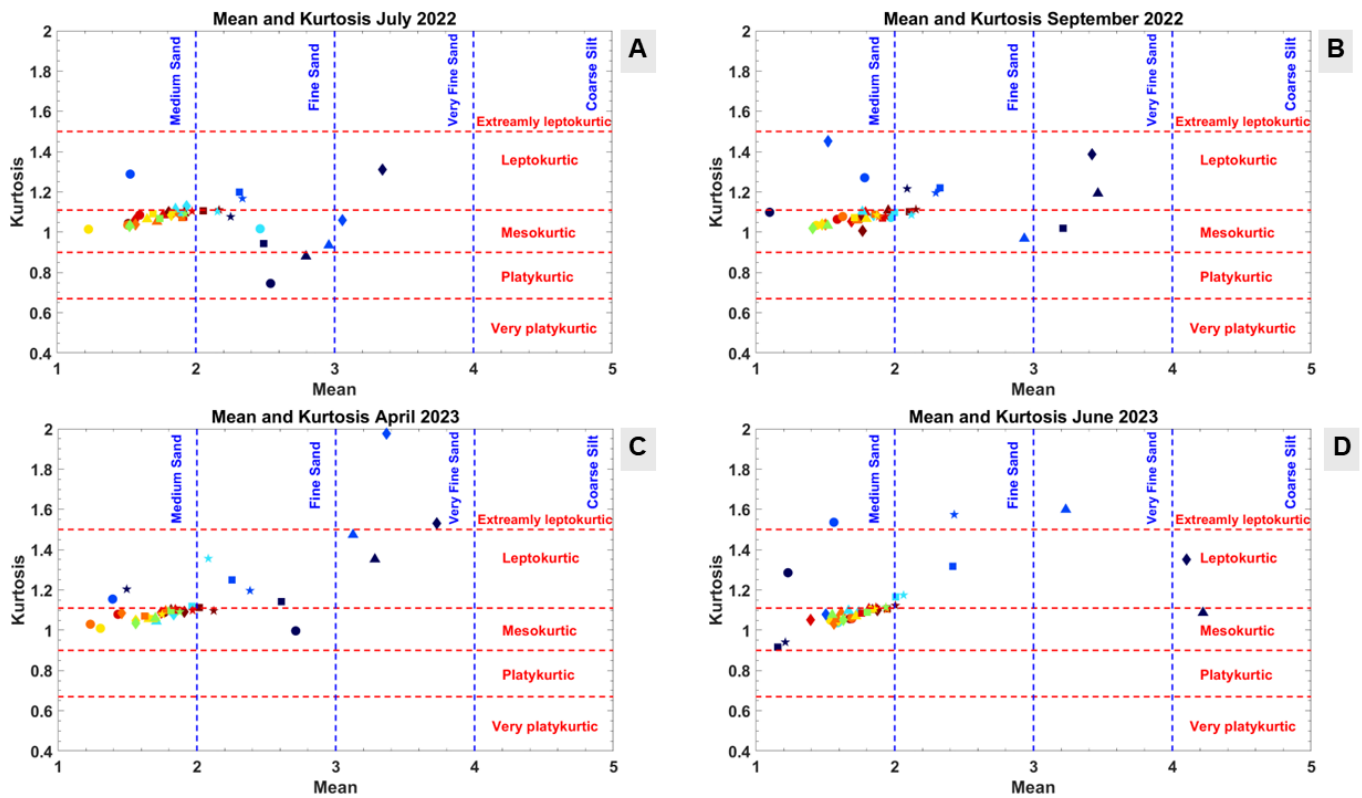 Mean and Kurtosis July 2022
A
2
1.8
1.6
1.4
1.2
1
0.8
0.6
0.4
Kurtosis
Medium Sand
Fine Sand
Very Fine Sand
Coarse Silt
Extreamly leptokurtic
Leptokurtic
Mesokurtic
Platykurtic
Very platykurtic
1 2 3 4 5
Mean
Mean and Kurtosis September 2022
B
2
1.8
1.6
1.4
1.2
1
0.8
0.6
0.4
Kurtosis
Medium Sand
Fine Sand
Very Fine Sand
Coarse Silt
Extreamly leptokurtic
Leptokurtic
Mesokurtic
Platykurtic
Very platykurtic
1 2 3 4 5
Mean
Mean and Kurtosis April 2023
C
2
1.8
1.6
1.4
1.2
1
0.8
0.6
0.4
Kurtosis
Medium Sand
Fine Sand
Very Fine Sand
Coarse Silt
Extreamly leptokurtic
Leptokurtic
Mesokurtic
Platykurtic
Very platykurtic
1 2 3 4 5
Mean
Mean and Kurtosis June 2023
D
2
1.8
1.6
1.4
1.2
1
0.8
0.6
0.4
Kurtosis
Medium Sand
Fine Sand
Very Fine Sand
Coarse Silt
Extreamly leptokurtic
Leptokurtic
Mesokurtic
Platykurtic
Very platykurtic
1 2 3 4 5
Mean